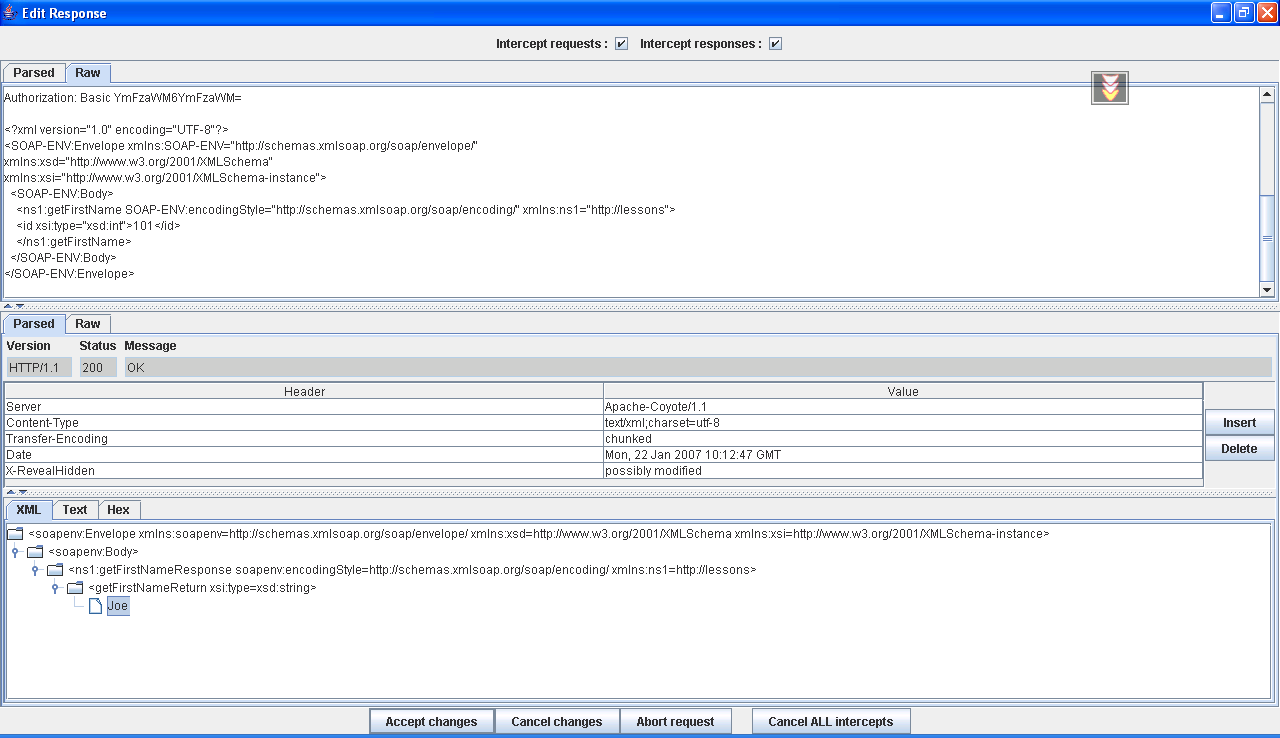 Edit Response
Intercept requests : Intercept responses :
Parsed Raw
Authorization: Basic YmFzaWM6YmFzaWM=
<?xml version="1.0" encoding="UTF-8"?>
<SOAP-ENV:Envelope xmlns:SOAP-ENV="http://schemas.xmlsoap.org/soap/envelope/"
xmlns:xsd="http://www.w3.org/2001/XMLSchema"
xmlns:xsi="http://www.w3.org/2001/XMLSchema-instance">
<SOAP-ENV:Body>
<ns1:getFirstName SOAP-ENV:encodingStyle="http://schemas.xmlsoap.org/soap/encoding/" xmlns:ns1="http://lessons">
<id xsi:type="xsd:int">101</id>
</ns1:getFirstName>
</SOAP-ENV:Body>
</SOAP-ENV:Envelope>
Parsed Raw
Version Status Message
HTTP/1.1 200 OK
Header Value
Server Apache-Coyote/1.1
Content-Type text/xml;charset=utf-8
Insert
Transfer-Encoding chunked
Date Mon, 22 Jan 2007 10:12:47 GMT
Delete
X-RevealHidden possibly modified
XML Text Hex
<soapenv:Envelope xmlns:soapenv=http://schemas.xmlsoap.org/soap/envelope/ xmlns:xsd=http://www.w3.org/2001/XMLSchema xmlns:xsi=http://www.w3.org/2001/XMLSchema-instance>
<soapenv:Body>
<ns1:getFirstNameResponse soapenv:encodingStyle=http://schemas.xmlsoap.org/soap/encoding/ xmlns:ns1=http://lessons>
<getFirstNameReturn xsi:type=xsd:string>
Joe
Accept changes Cancel changes Abort request Cancel ALL intercepts